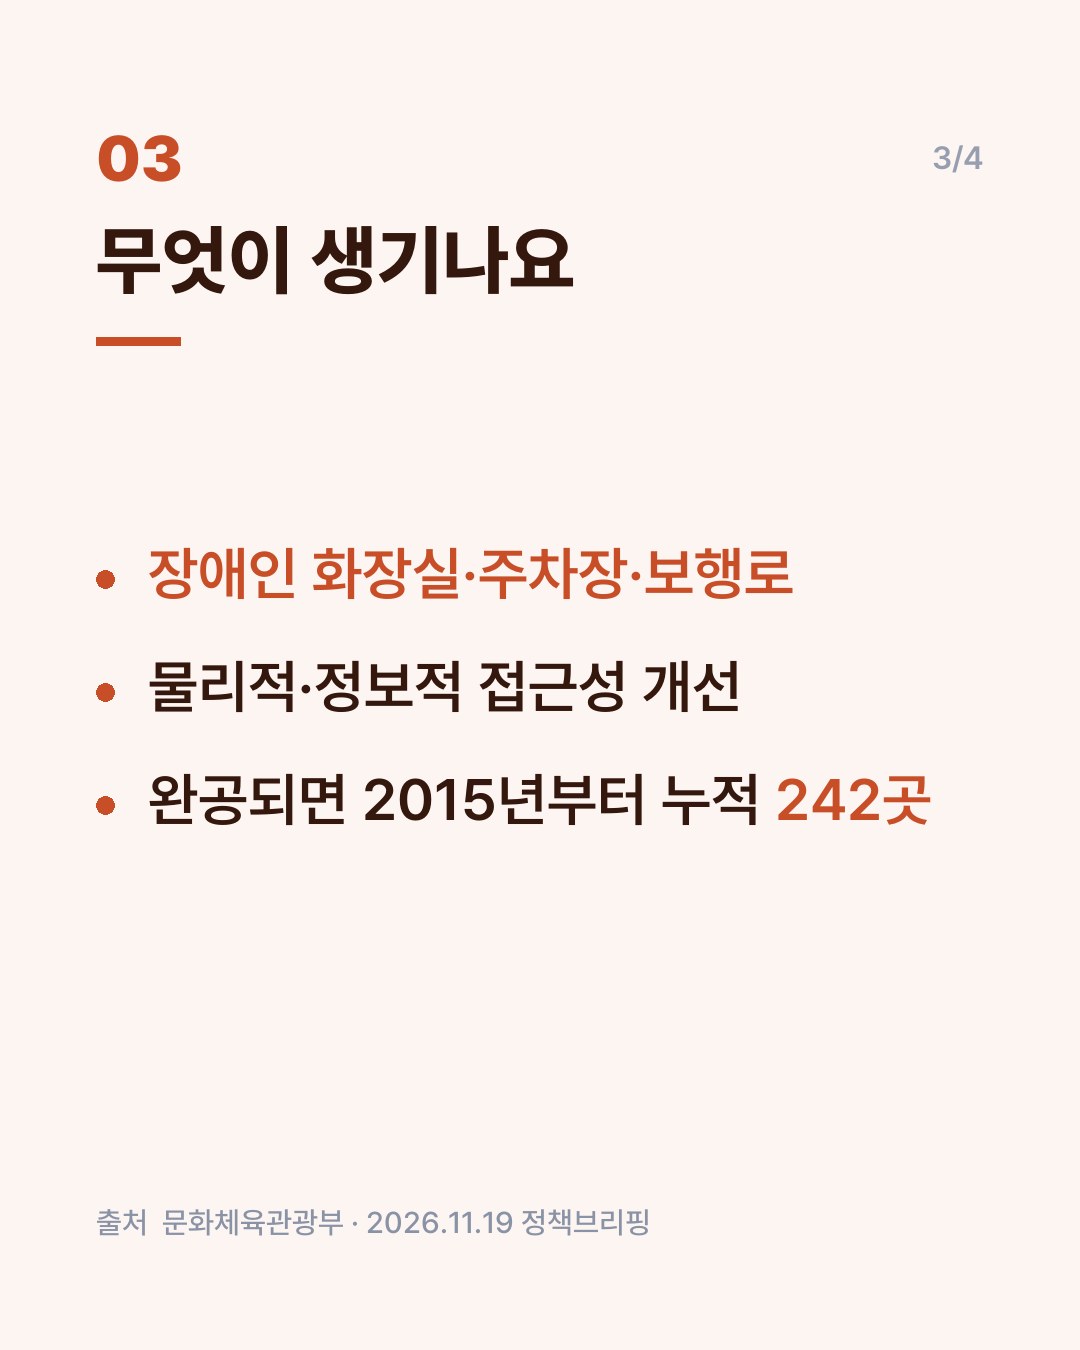 03
3/4
무엇이 생기나요
• 장애인 화장실·주차장·보행로
• 물리적·정보적 접근성 개선
• 완공되면 2015년부터 누적 242곳
출처 문화체육관광부 · 2026.11.19 정책브리핑